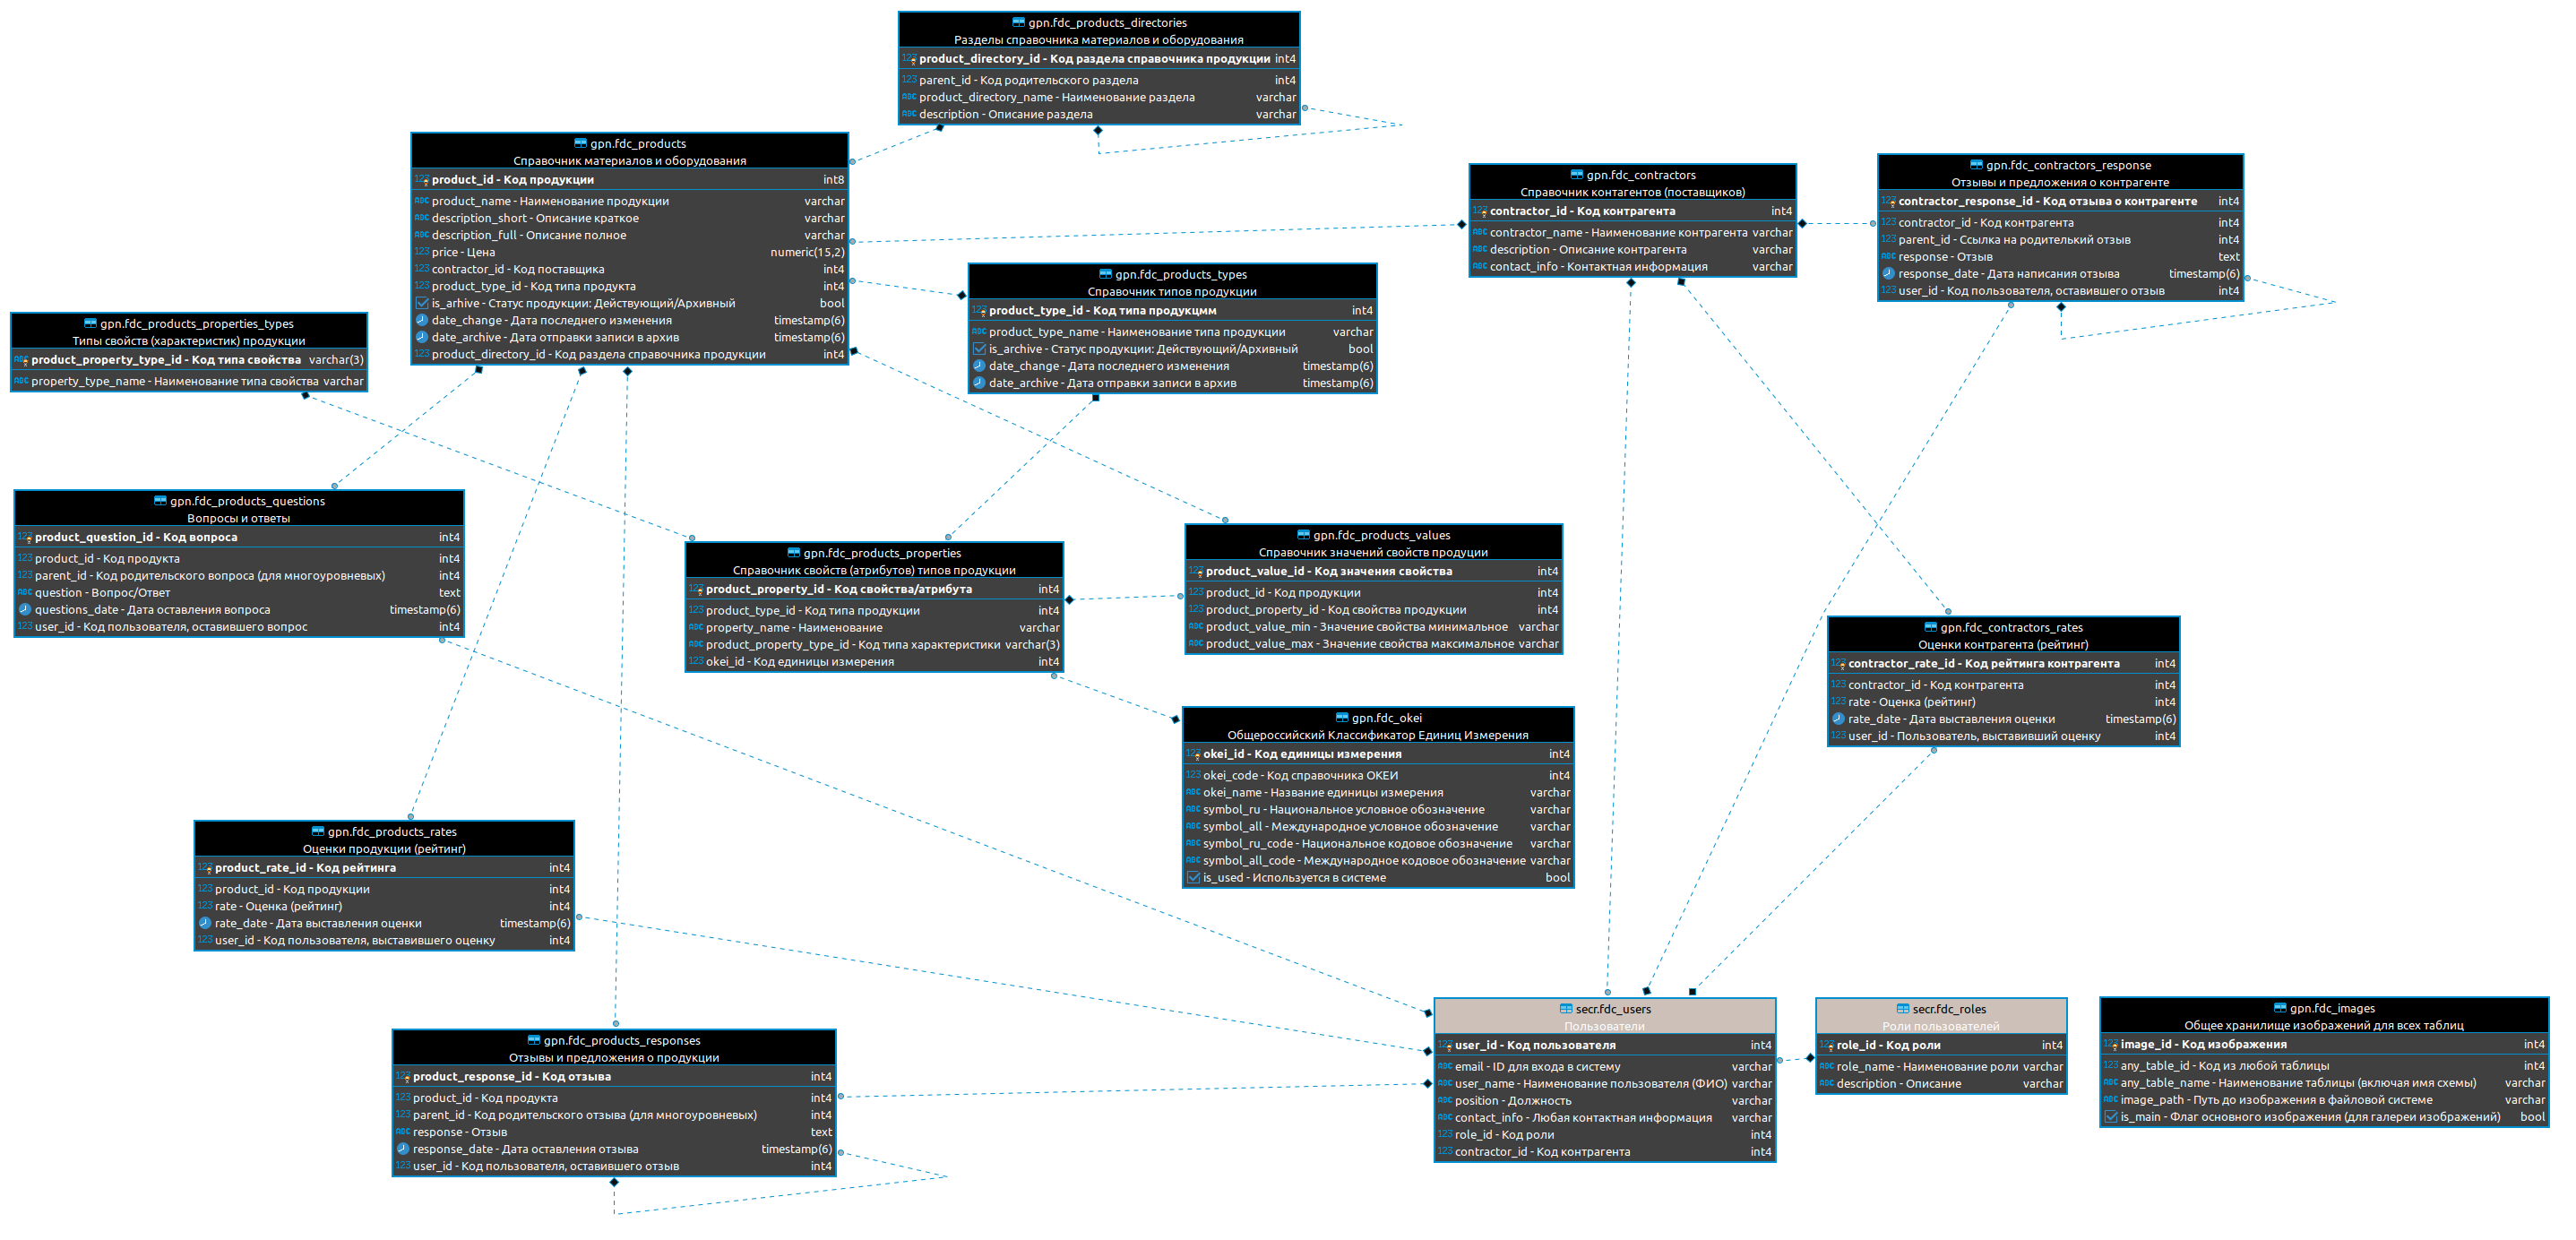 gpn.fdc_products_directories
Разделы справочника материалов и оборудования
product_directory_id - Код раздела справочника продукции int4
parent_id - Код родительского раздела int4
product_directory_name - Наименование раздела varchar
description - Описание раздела varchar
gpn.fdc_products
Справочник материалов и оборудования
product_id - Код продукции int8
product_name - Наименование продукции varchar
description_short - Описание краткое varchar
description_full - Описание полное varchar
price - Цена numeric(15,2)
contractor_id - Код поставщика int4
product_type_id - Код типа продукта int4
is_arhive - Статус продукции: Действующий/Архивный bool
date_change - Дата последнего изменения timestamp(6)
date_archive - Дата отправки записи в архив timestamp(6)
product_directory_id - Код раздела справочника продукции int4
gpn.fdc_contractors
Справочник контагентов (поставщиков)
contractor_id - Код контрагента int4
contractor_name - Наименование контрагента varchar
description - Описание контрагента varchar
contact_info - Контактная информация varchar
gpn.fdc_contractors_response
Отзывы и предложения о контрагенте
contractor_response_id - Код отзыва о контрагенте int4
contractor_id - Код контрагента int4
parent_id - Ссылка на родителький отзыв int4
response - Отзыв text
response_date - Дата написания отзыва timestamp(6)
user_id - Код пользователя, оставившего отзыв int4
gpn.fdc_products_types
Справочник типов продукции
product_type_id - Код типа продукцмм int4
product_type_name - Наименование типа продукции varchar
is_archive - Статус продукции: Действующий/Архивный bool
date_change - Дата последнего изменения timestamp(6)
date_archive - Дата отправки записи в архив timestamp(6)
gpn.fdc_products_properties_types
Типы свойств (характеристик) продукции
product_property_type_id - Код типа свойства varchar(3)
property_type_name - Наименование типа свойства varchar
gpn.fdc_products_questions
Вопросы и ответы
product_question_id - Код вопроса int4
product_id - Код продукта int4
parent_id - Код родительского вопроса (для многоуровневых) int4
question - Вопрос/Ответ text
questions_date - Дата оставления вопроса timestamp(6)
user_id - Код пользователя, оставившего вопрос int4
gpn.fdc_products_properties
Справочник свойств (атрибутов) типов продукции
product_property_id - Код свойства/атрибута int4
product_type_id - Код типа продукции int4
property_name - Наименование varchar
product_property_type_id - Код типа характеристики varchar(3)
okei_id - Код единицы измерения int4
gpn.fdc_products_values
Справочник значений свойств продуции
product_value_id - Код значения свойства int4
product_id - Код продукции int4
product_property_id - Код свойства продукции int4
product_value_min - Значение свойства минимальное varchar
product_value_max - Значение свойства максимальное varchar
gpn.fdc_contractors_rates
Оценки контрагента (рейтинг)
contractor_rate_id - Код рейтинга контрагента int4
contractor_id - Код контрагента int4
rate - Оценка (рейтинг) int4
rate_date - Дата выставления оценки timestamp(6)
user_id - Пользователь, выставивший оценку int4
gpn.fdc_okei
Общероссийский Классификатор Единиц Измерения
okei_id - Код единицы измерения int4
okei_code - Код справочника ОКЕИ int4
okei_name - Название единицы измерения varchar
symbol_ru - Национальное условное обозначение varchar
symbol_all - Международное условное обозначение varchar
symbol_ru_code - Национальное кодовое обозначение varchar
symbol_all_code - Международное кодовое обозначение varchar
is_used - Используется в системе bool
gpn.fdc_products_rates
Оценки продукции (рейтинг)
product_rate_id - Код рейтинга int4
product_id - Код продукции int4
rate - Оценка (рейтинг) int4
rate_date - Дата выставления оценки timestamp(6)
user_id - Код пользователя, выставившего оценку int4
gpn.fdc_products_responses
Отзывы и предложения о продукции
product_response_id - Код отзыва int4
product_id - Код продукта int4
parent_id - Код родительского отзыва (для многоуровневых) int4
response - Отзыв text
response_date - Дата оставления отзыва timestamp(6)
user_id - Код пользователя, оставившего отзыв int4
secr.fdc_users
Пользователи
user_id - Код пользователя int4
email - ID для входа в систему varchar
user_name - Наименование пользователя (ФИО) varchar
position - Должность varchar
contact_info - Любая контактная информация varchar
role_id - Код роли int4
contractor_id - Код контрагента int4
secr.fdc_roles
Роли пользователей
role_id - Код роли int4
role_name - Наименование роли varchar
description - Описание varchar
gpn.fdc_images
Общее хранилище изображений для всех таблиц
image_id - Код изображения int4
any_table_id - Код из любой таблицы int4
any_table_name - Наименование таблицы (включая имя схемы) varchar
image_path - Путь до изображения в файловой системе varchar
is_main - Флаг основного изображения (для галереи изображений) bool